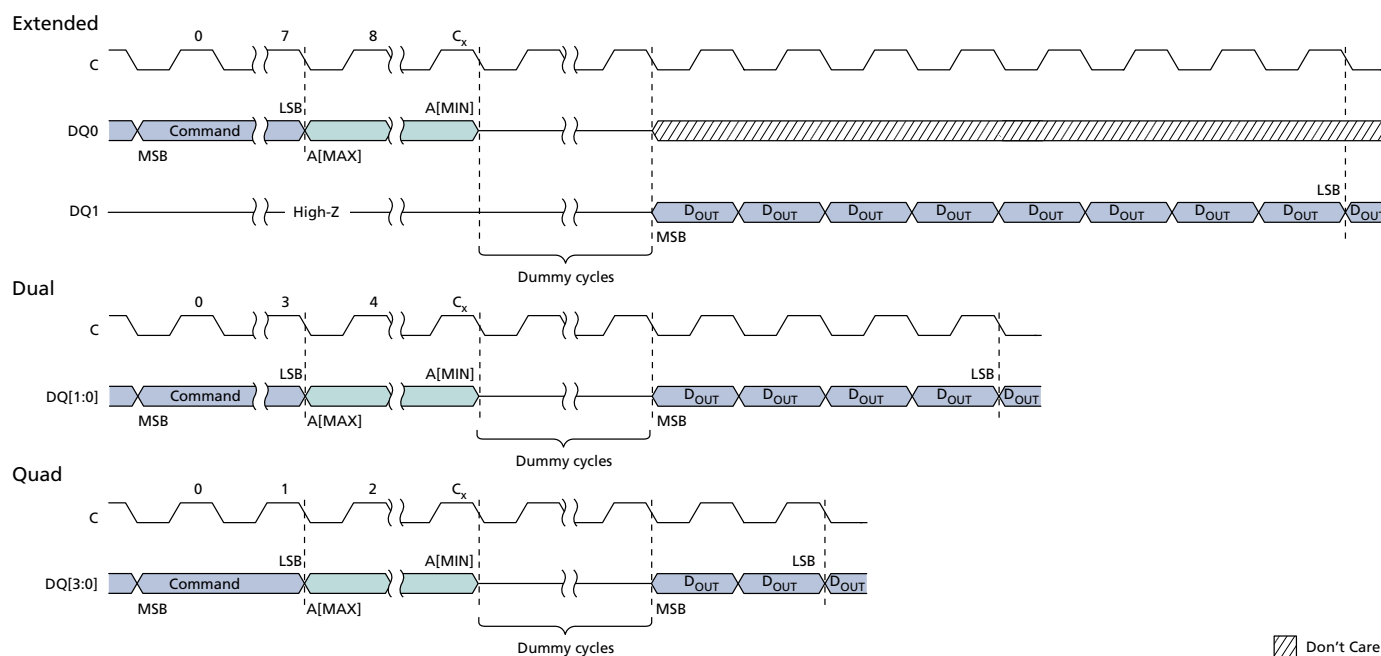 Extended
0 7 8 Cx
C
LSB A[MIN]
DQ0 Command
MSB A[MAX]
LSB
DQ1 High-Z DOUT DOUT DOUT DOUT DOUT DOUT DOUT DOUT DOUT
MSB
Dummy cycles
Dual
0 3 4 Cx
C
LSB A[MIN] LSB
DQ[1:0] Command DOUT DOUT DOUT DOUT DOUT
MSB A[MAX] MSB
Dummy cycles
Quad
0 1 2 Cx
C
LSB A[MIN] LSB
DQ[3:0] Command DOUT DOUT DOUT
MSB A[MAX] MSB
Dummy cycles
Don't Care